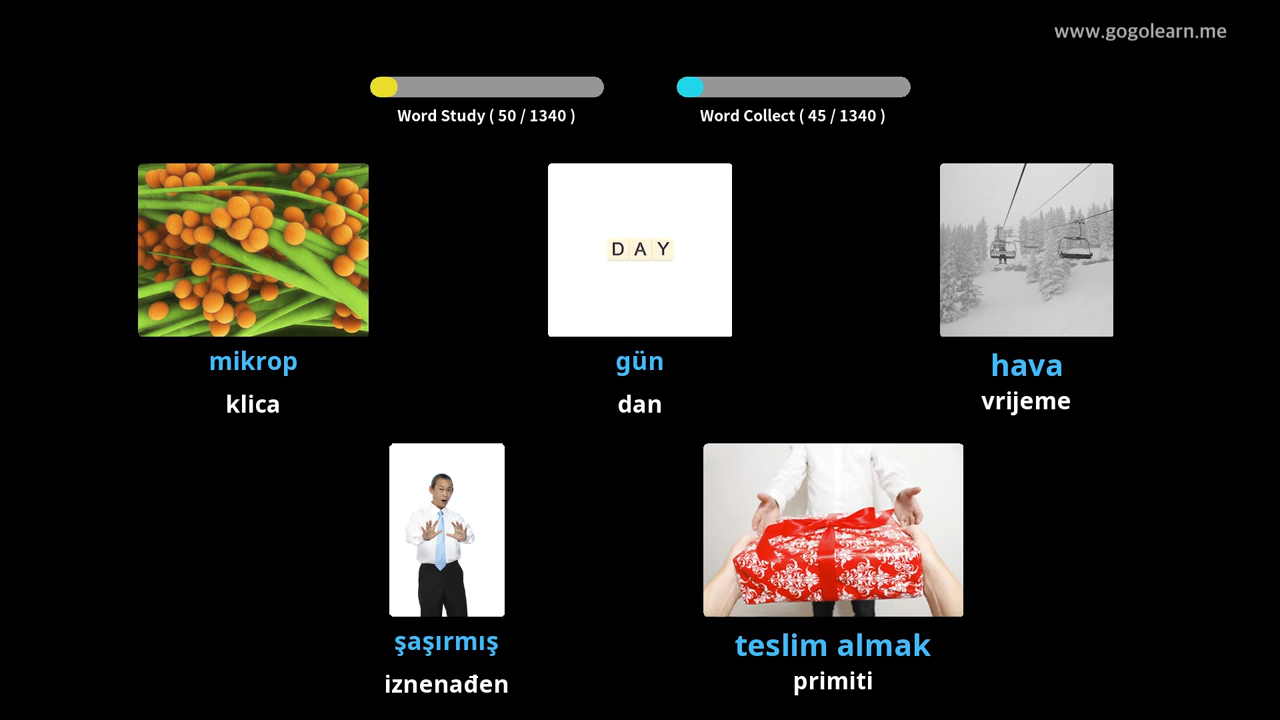 www.gogolearn.me
Word Study ( 50 / 1340 )
Word Collect ( 45 / 1340 )
DAY
mikrop
gün
hava
klica
dan
vrijeme
şaşırmış
teslim almak
iznenađen
primiti